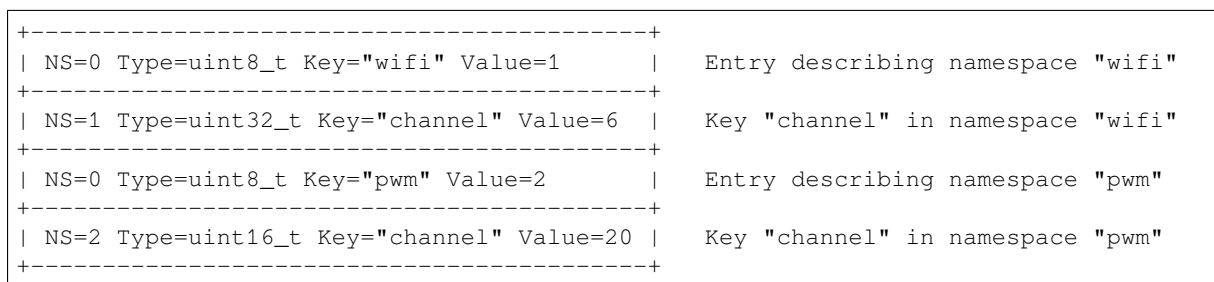 +-------------------------------------------+
| NS=0 Type=uint8_t Key="wifi" Value=1      |   Entry describing namespace "wifi"
+-------------------------------------------+
| NS=1 Type=uint32_t Key="channel" Value=6  |   Key "channel" in namespace "wifi"
+-------------------------------------------+
| NS=0 Type=uint8_t Key="pwm" Value=2       |   Entry describing namespace "pwm"
+-------------------------------------------+
| NS=2 Type=uint16_t Key="channel" Value=20 |   Key "channel" in namespace "pwm"
+-------------------------------------------+